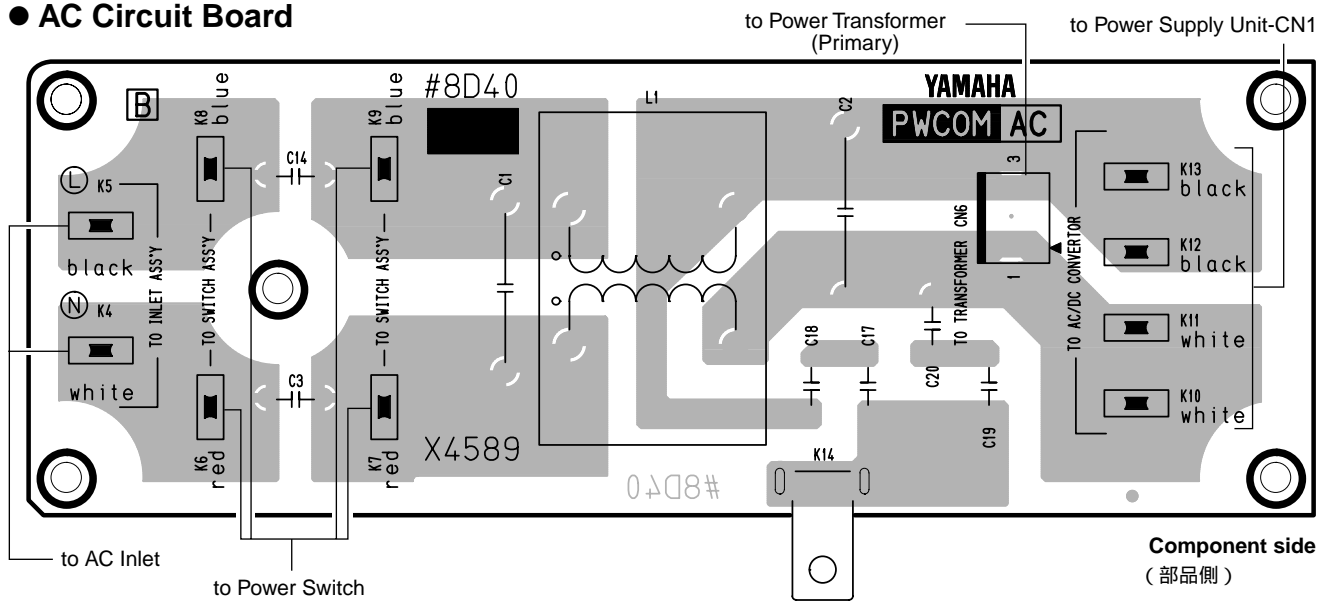 ● AC Circuit Board
to Power Transformer
(Primary)
to Power Supply Unit-CN1
B
K8
blue
K9
blue
#8D40
L1
C2
YAMAHA
PWCOM AC
L
K5
C14
C1
3
K13
black
black
TO INLET ASS'Y
TO SWITCH ASS'Y
TO SWITCH ASS'Y
TO TRANSFORMER CN6
TO AC/DC CONVERTOR
K12
black
N
K4
1
K11
white
white
C3
C18
C17
C20
K10
white
K6
red
K7
red
X4589
C19
K14
#8D40
to AC Inlet
to Power Switch
Component side
(部品側)